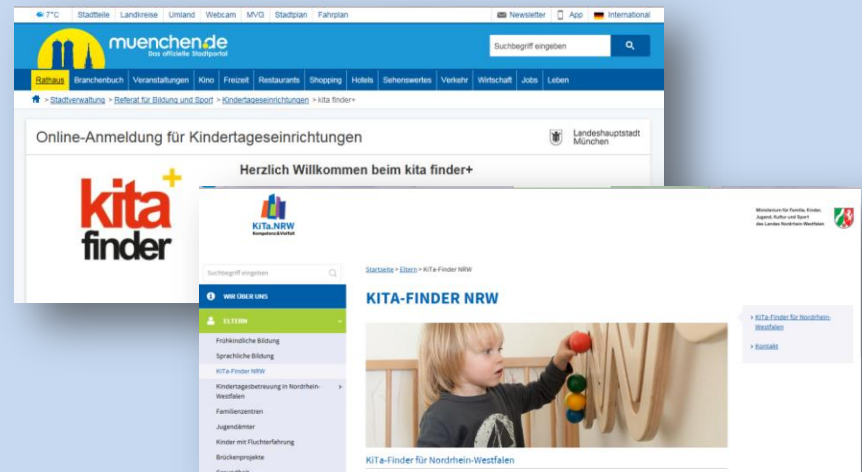 7°C Stadtteile Landkreise Umland Webcam MVG Stadtplan Fahrplan Newsletter App International
muenchen.de
Das offizielle Stadtportal
Suchbegriff eingeben
Rathaus Branchenbuch Veranstaltungen Kino Freizeit Restaurants Shopping Hotels Sehenswertes Verkehr Wirtschaft Jobs Leben
> Stadtverwaltung > Referat für Bildung und Sport > Kindertageseinrichtungen > kita finder+
Online-Anmeldung für Kindertageseinrichtungen
Landeshauptstadt
München
kita+
finder
Herzlich Willkommen beim kita finder+
KiTa.NRW
Kompetenz & Vielfalt
Ministerium für Familie, Kinder,
Jugend, Kultur und Sport
des Landes Nordrhein-Westfalen
Suchbegriff eingeben
Startseite > Eltern > KiTa-Finder NRW
WIR ÜBER UNS
KITA-FINDER NRW
ELTERN
> KiTa-Finder für Nordrhein-
Westfalen
> Kontakt
Frühkindliche Bildung
Sprachliche Bildung
KiTa-Finder NRW
Kindertagesbetreuung in Nordrhein-
Westfalen
Familienzentren
Jugendämter
Kinder mit Fluchterfahrung
Brückenprojekte
Gesundheit
KiTa-Finder für Nordrhein-Westfalen